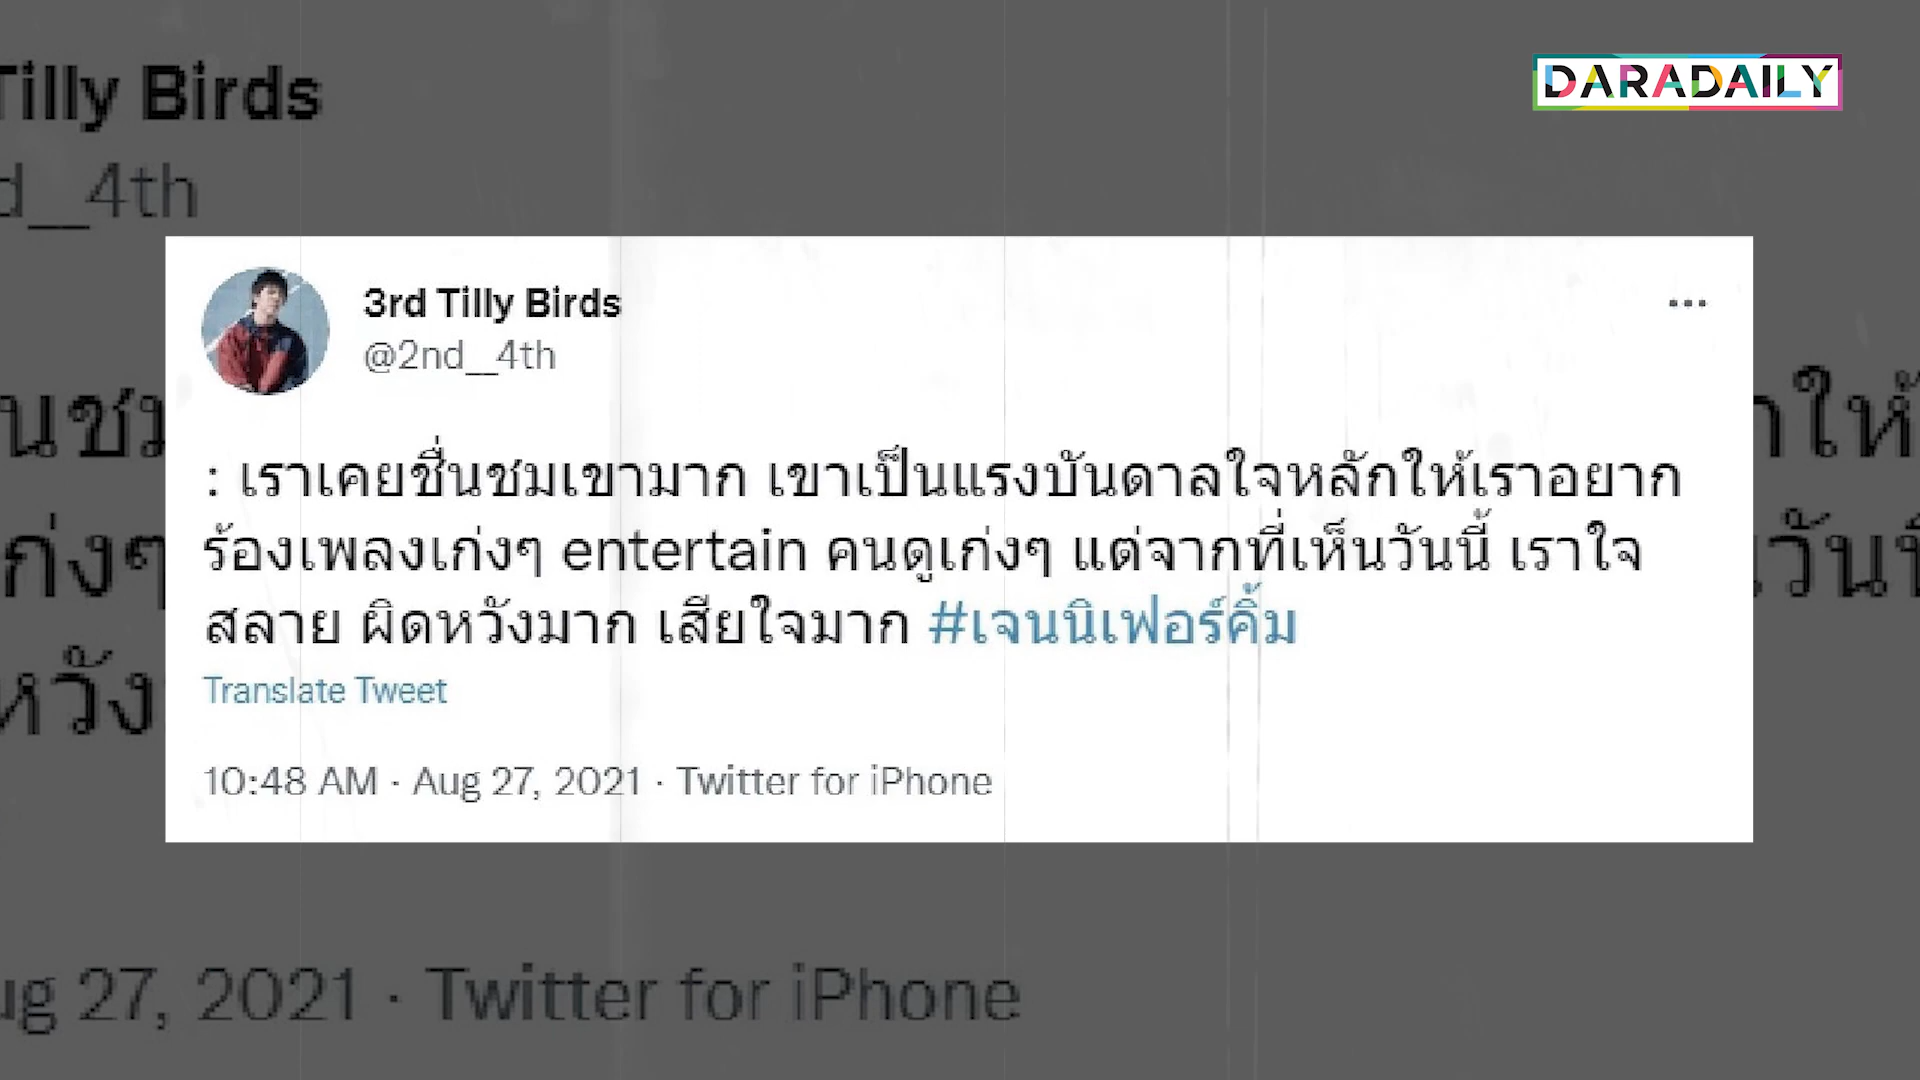 DARADAILY
Tilly Birds
d__4th
3rd Tilly Birds
@2nd__4th
: เราเคยชื่นชมเขามาก เขาเป็นแรงบันดาลใจหลักให้เราอยาก
ร้องเพลงเก่งๆ entertain คนดูเก่งๆ แต่จากที่เห็นวันนี้ เราใจ
สลาย ผิดหวังมาก เสียใจมาก #เจนนิเฟอร์คิ้ม
Translate Tweet
10:48 AM · Aug 27, 2021 · Twitter for iPhone
ug 27, 2021 · Twitter for iPhone